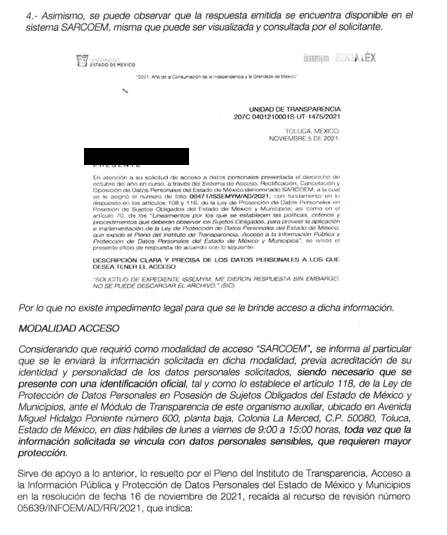 4.- Asimismo, se puede observar que la respuesta emitida se encuentra disponible en el
sistema SARCOEM, misma que puede ser visualizada y consultada por el solicitante.
GOBIERNO DEL
ESTADO DE MÉXICO
issemym EDOMÉX
"2021. Año de la Consumación de la Independencia y la Grandeza de México"
UNIDAD DE TRANSPARENCIA
207C 0401210001S-UT-1475/2021
TOLUCA, MÉXICO.
NOVIEMBRE 5 DE 2021.
PRESENTE
En atención a su solicitud de acceso a datos personales presentada el dieciocho de
octubre del año en curso, a través del Sistema de Acceso, Rectificación, Cancelación y
Oposición de Datos Personales del Estado de México denominado SARCOEM, a la cual
se le asignó el número de folio 00471/ISSEMYM/AD/2021; con fundamento en lo
dispuesto en los artículos 108 y 118, de la Ley de Protección de Datos Personales en
Posesión de Sujetos Obligados del Estado de México y Municipios, así como en el
artículo 70, de los "Lineamientos por los que se establecen las políticas, criterios y
procedimientos que deberán observar los Sujetos Obligados, para proveer la aplicación
e implementación de la Ley de Protección de Datos Personales del Estado de México,
que expide el Pleno del Instituto de Transparencia, Acceso a la Información Pública y
Protección de Datos Personales del Estado de México y Municipios", se emite el
presente oficio de respuesta de acuerdo con lo siguiente:
DESCRIPCIÓN CLARA Y PRECISA DE LOS DATOS PERSONALES A LOS QUE
DESEA TENER EL ACCESO
"SOLICITUD DE EXPEDIENTE ISSEMYM, ME DIERON RESPUESTA SIN EMBARGO,
NO SE PUEDE DESCARGAR EL ARCHIVO." (SIC)
Por lo que no existe impedimento legal para que se le brinde acceso a dicha información.
MODALIDAD ACCESO
Considerando que requirió como modalidad de acceso "SARCOEM", se informa al particular
que se le enviará la información solicitada en dicha modalidad, previa acreditación de su
identidad y personalidad de los datos personales solicitados, siendo necesario que se
presente con una identificación oficial, tal y como lo establece el artículo 118, de la Ley de
Protección de Datos Personales en Posesión de Sujetos Obligados del Estado de México y
Municipios, ante el Módulo de Transparencia de este organismo auxiliar, ubicado en Avenida
Miguel Hidalgo Poniente número 600, planta baja, Colonia La Merced, C.P. 50080, Toluca,
Estado de México, en días hábiles de lunes a viernes de 9:00 a 15:00 horas, toda vez que la
información solicitada se vincula con datos personales sensibles, que requieren mayor
protección.
Sirve de apoyo a lo anterior, lo resuelto por el Pleno del Instituto de Transparencia, Acceso a
la Información Pública y Protección de Datos Personales del Estado de México y Municipios
en la resolución de fecha 16 de noviembre de 2021, recaída al recurso de revisión número
05639/INFOEM/AD/RR/2021, que indica: